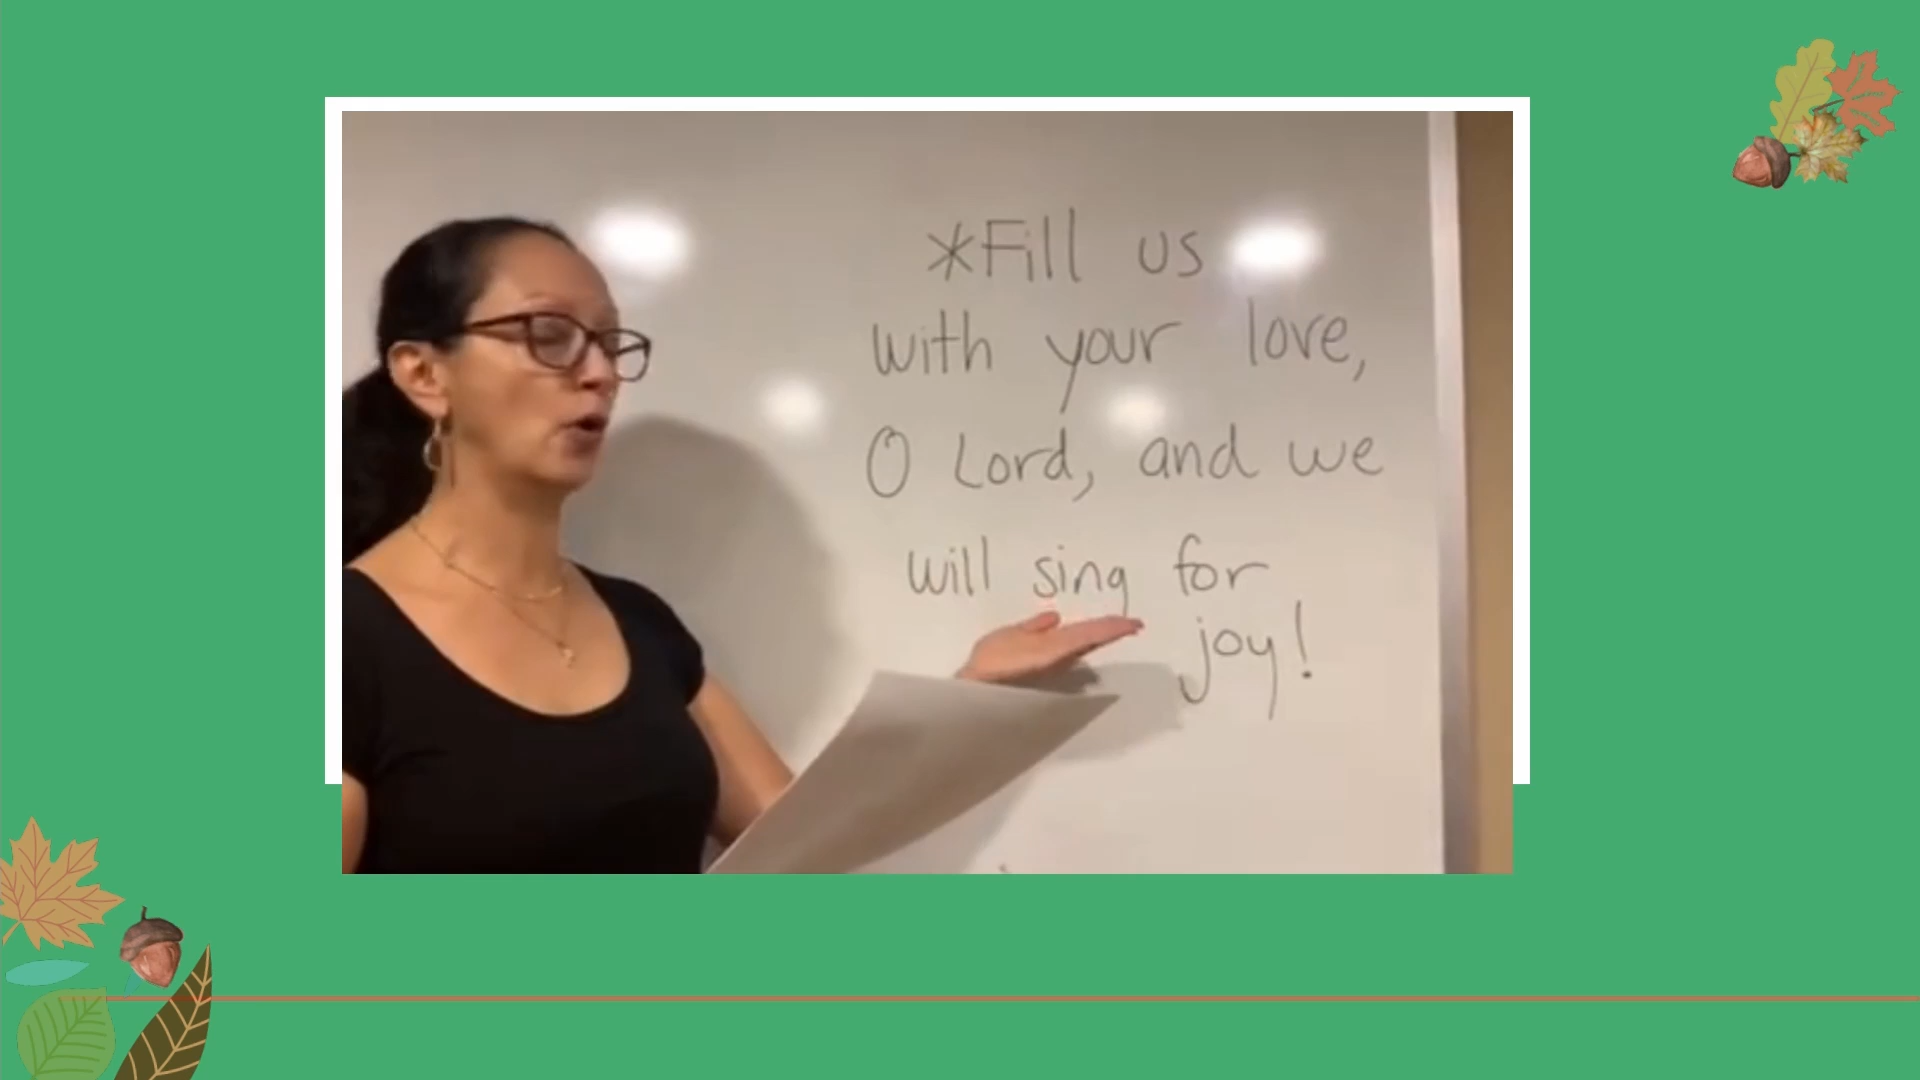 *Fill us
with your love,
O Lord, and we
will sing for
joy!